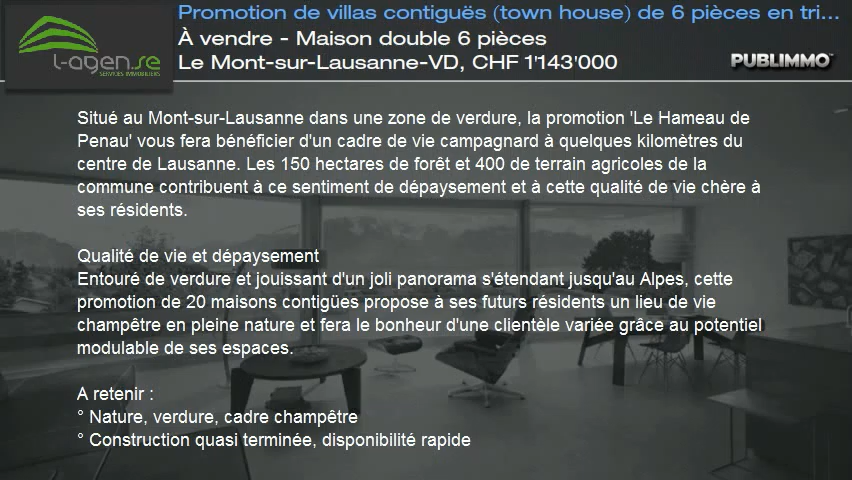 Promotion de villas contiguës (town house) de 6 pièces en tri...
À vendre - Maison double 6 pièces
Le Mont-sur-Lausanne-VD, CHF 1'143'000
l-agen.se
SERVICES IMMOBILIERS
PUBLIMMO™
Situé au Mont-sur-Lausanne dans une zone de verdure, la promotion 'Le Hameau de
Penau' vous fera bénéficier d'un cadre de vie campagnard à quelques kilomètres du
centre de Lausanne. Les 150 hectares de forêt et 400 de terrain agricoles de la
commune contribuent à ce sentiment de dépaysement et à cette qualité de vie chère à
ses résidents.
Qualité de vie et dépaysement
Entouré de verdure et jouissant d'un joli panorama s'étendant jusqu'au Alpes, cette
promotion de 20 maisons contigües propose à ses futurs résidents un lieu de vie
champêtre en pleine nature et fera le bonheur d'une clientèle variée grâce au potentiel
modulable de ses espaces.
A retenir :
° Nature, verdure, cadre champêtre
° Construction quasi terminée, disponibilité rapide